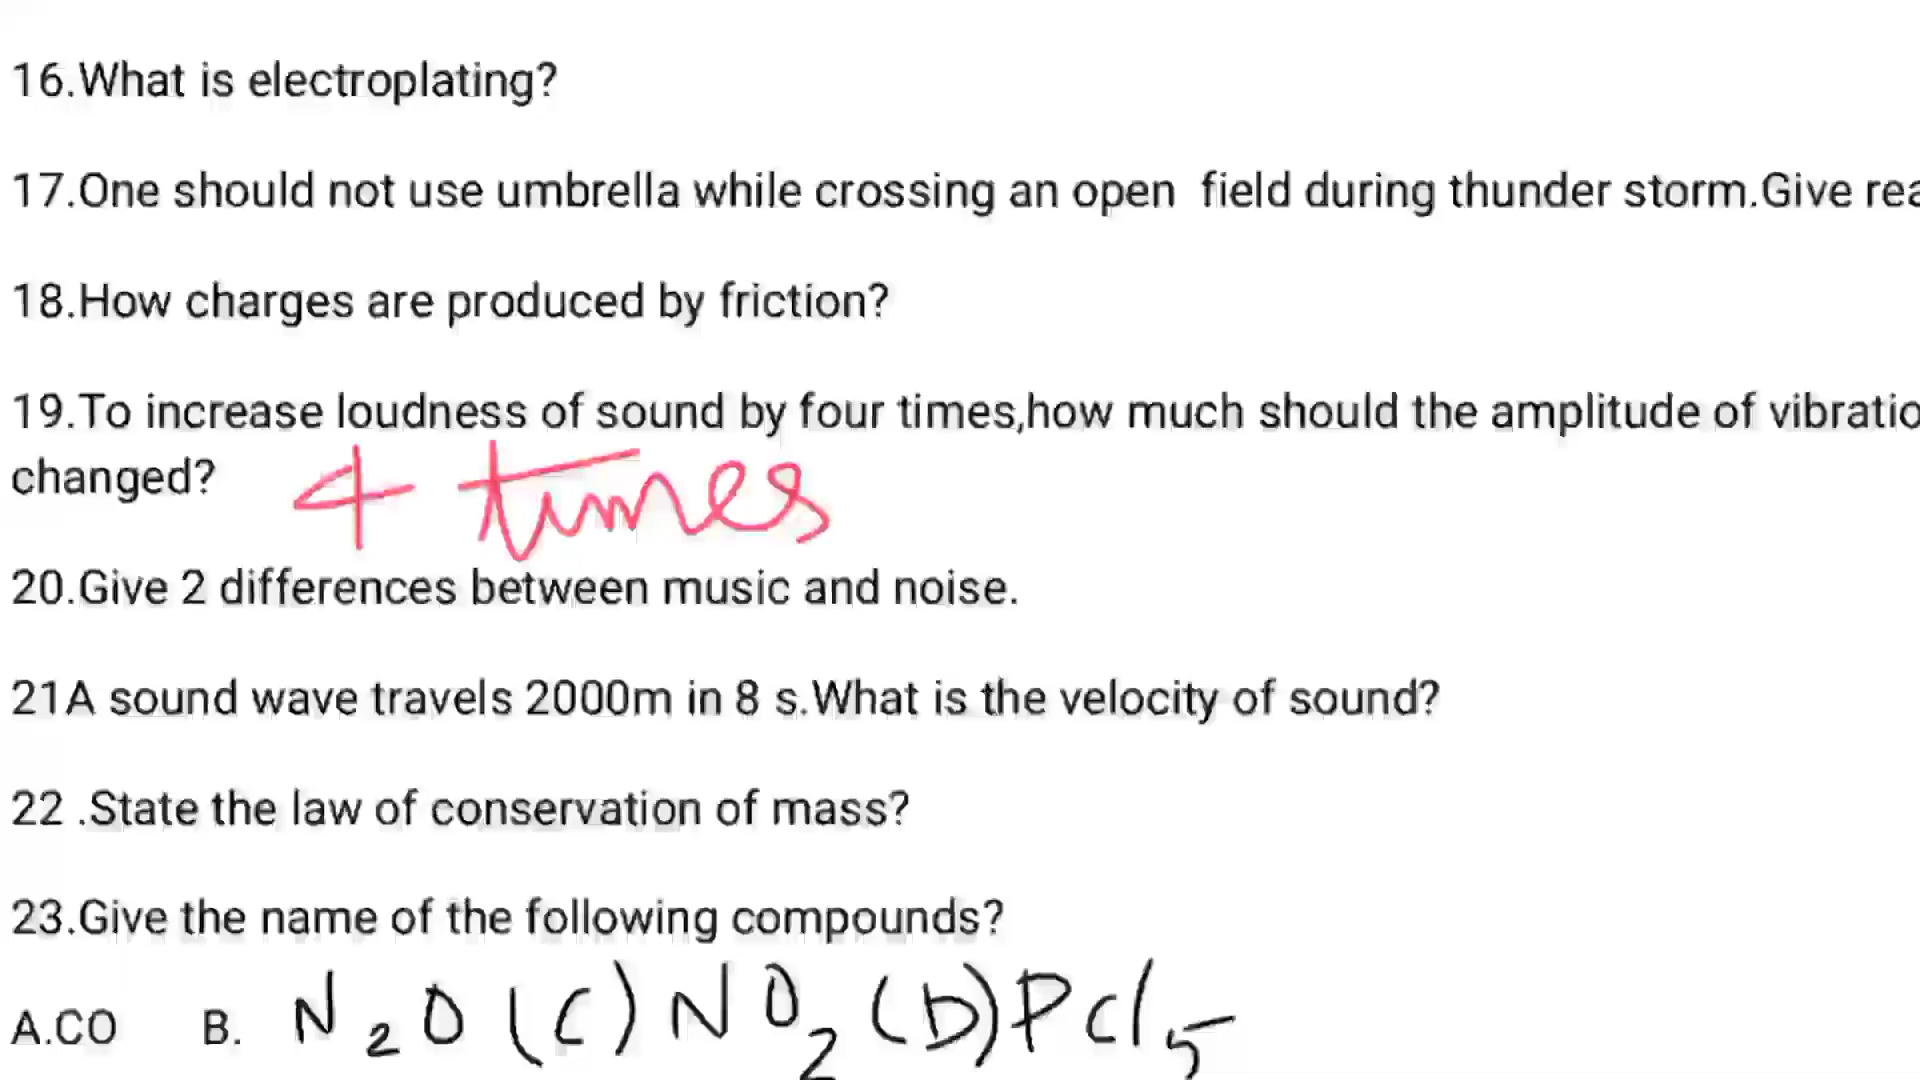 16.What is electroplating?
17.One should not use umbrella while crossing an open  field during thunder storm.Give rea
18.How charges are produced by friction?
19.To increase loudness of sound by four times,how much should the amplitude of vibratio
changed? 4 times
20.Give 2 differences between music and noise.
21A sound wave travels 2000m in 8 s.What is the velocity of sound?
22 .State the law of conservation of mass?
23.Give the name of the following compounds?
A.CO B. N2O (C) NO2 (D) PCl5